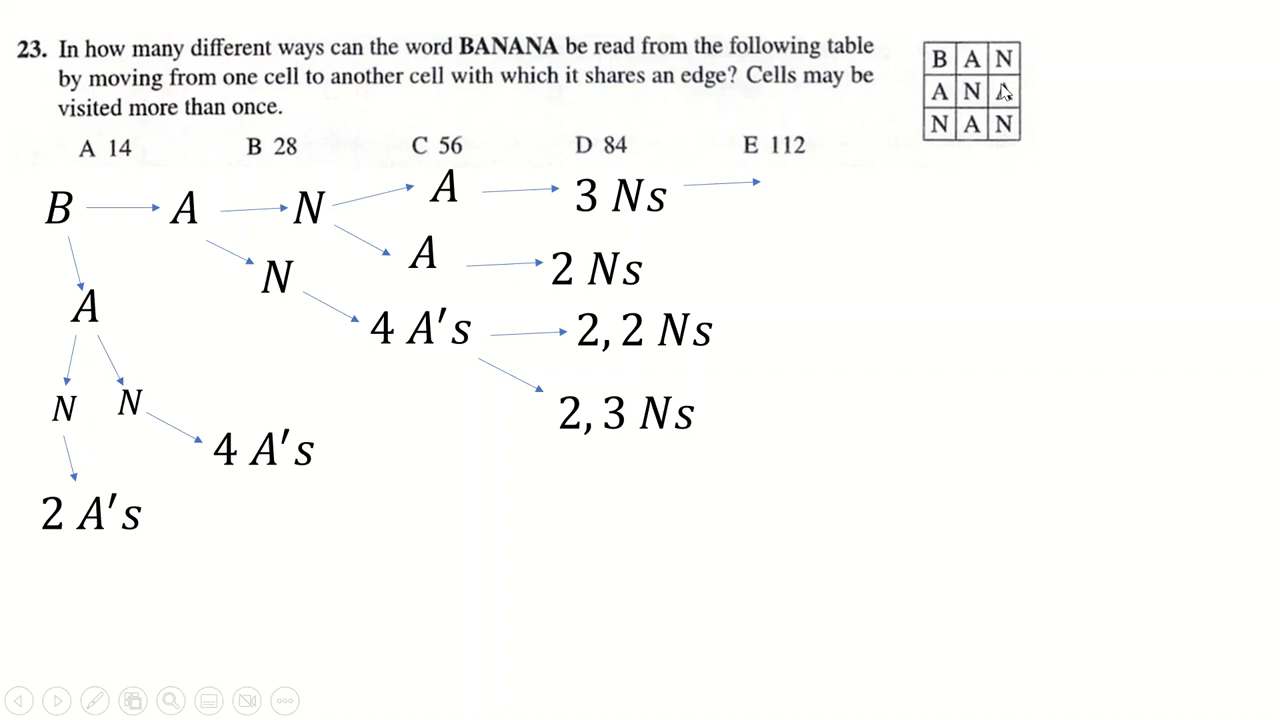 23. In how many different ways can the word BANANA be read from the following table
by moving from one cell to another cell with which it shares an edge? Cells may be
visited more than once.
A 14 B 28 C 56 D 84 E 112
B A N
A N A
N A N
B A N A 3 Ns
A 2 Ns
N 4 A's 2, 2 Ns
A
2, 3 Ns
N N
4 A's
2 A's